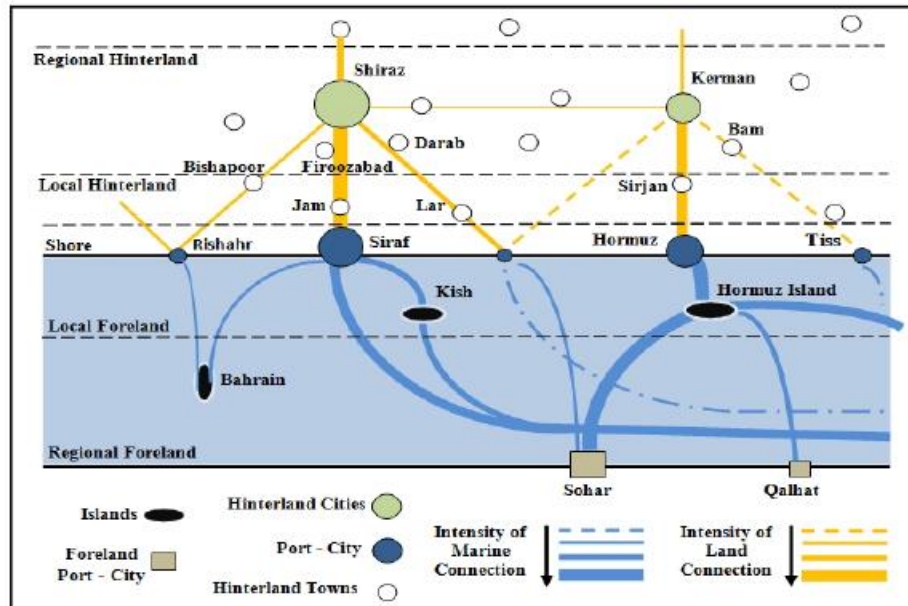 Regional Hinterland
Shiraz
Kerman
Darab
Bam
Bishapoor
Firoozabad
Local Hinterland
Sirjan
Jam
Lar
Shore
Rishahr
Siraf
Hormuz
Tiss
Kish
Hormuz Island
Local Foreland
Bahrain
Regional Foreland
Sohar
Qalhat
Islands
Hinterland Cities
Foreland
Port - City
Port - City
Hinterland Towns
Intensity of
Marine
Connection
Intensity of
Land
Connection